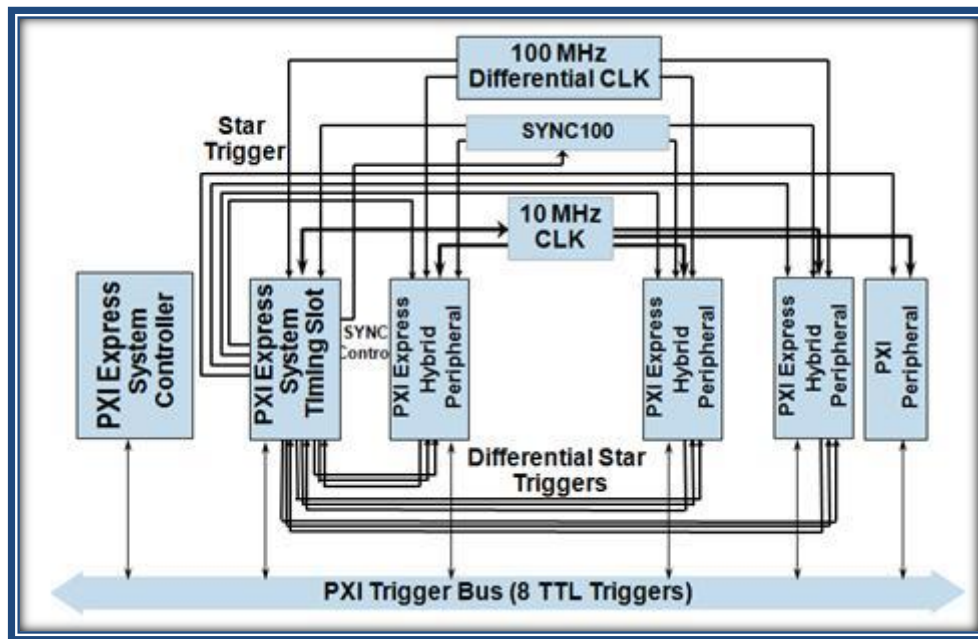 100 MHz
Differential CLK
SYNC100
Star
Trigger
10 MHz
CLK
PXI Express
System
Controller
PXI Express
System
Timing Slot
SYNC
Contro
PXI Express
Hybrid
Peripheral
PXI Express
Hybrid
Peripheral
PXI Express
Hybrid
Peripheral
PXI
Peripheral
Differential Star
Triggers
PXI Trigger Bus (8 TTL Triggers)